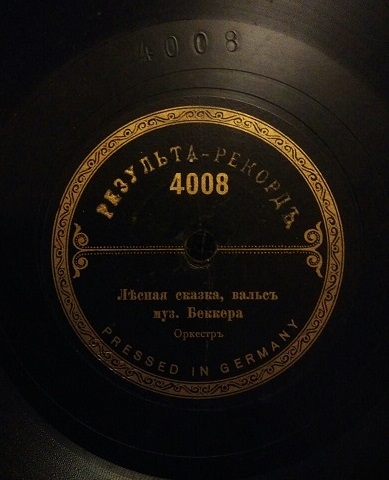 4008
РЕЗУЛЬТА-РЕКОРДЪ
4008
Лѣсная сказка, вальсъ
муз. Беккера
Оркестръ
PRESSED IN GERMANY